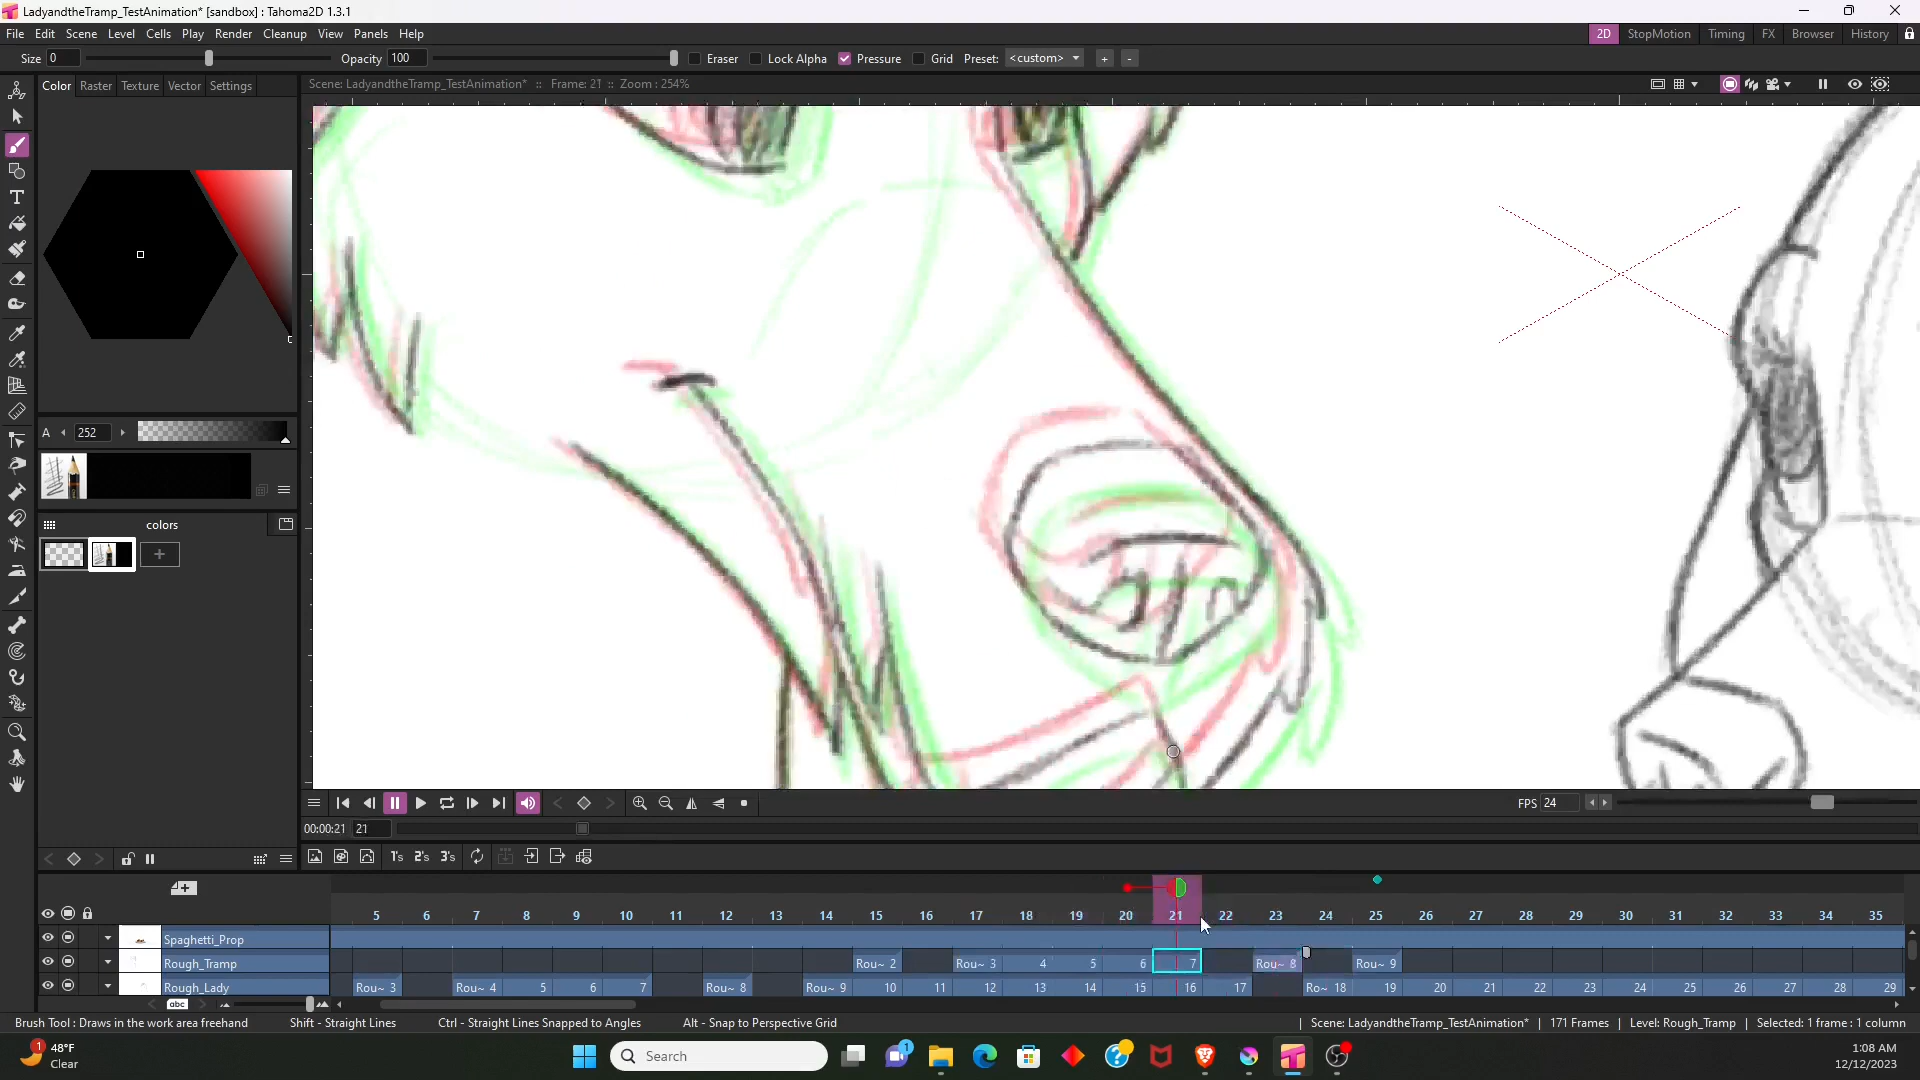 LadyandtheTramp_TestAnimation* [sandbox] : Tahoma2D 1.3.1
File Edit Scene Level Cells Play Render Cleanup View Panels Help
2D StopMotion Timing FX Browser History
Size 0 Opacity 100 Eraser Lock Alpha Pressure Grid Preset: <custom> + -
Color Raster Texture Vector Settings
Scene: LadyandtheTramp_TestAnimation* :: Frame: 21 :: Zoom : 254%
A 252
colors
FPS 24
00:00:21 21
1's 2's 3's
5 6 7 8 9 10 11 12 13 14 15 16 17 18 19 20 21 22 23 24 25 26 27 28 29 30 31 32 33 34 35
Spaghetti_Prop
Rough_Tramp Rou~ 2 Rou~ 3 4 5 6 7 Rou~ 8 Rou~ 9
Rough_Lady Rou~ 3 Rou~ 4 5 6 7 Rou~ 8 Rou~ 9 10 11 12 13 14 15 16 17 Ro~ 18 19 20 21 22 23 24 25 26 27 28 29
abc
Brush Tool : Draws in the work area freehand Shift - Straight Lines Ctrl - Straight Lines Snapped to Angles Alt - Snap to Perspective Grid | Scene: LadyandtheTramp_TestAnimation* | 171 Frames | Level: Rough_Tramp | Selected: 1 frame : 1 column
1 48°F
Clear
Search
1
1:08 AM
12/12/2023